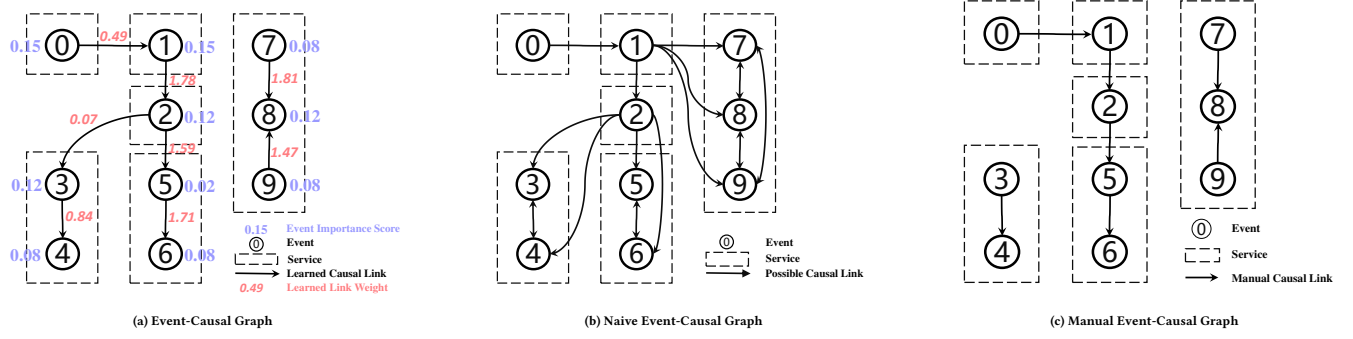 0.15 0 0.49 1 0.15 7 0.08
1.78 1.81
0.07 2 0.12 8 0.12
1.59 1.47
0.12 3 5 0.02 9 0.08
0.84 1.71
0.08 4 6 0.08
0.15 Event Importance Score
0 Event
Service
Learned Causal Link
0.49 Learned Link Weight
(a) Event-Causal Graph
0 1 7
2 8
3 5 9
4 6
0 Event
Service
Possible Causal Link
(b) Naive Event-Causal Graph
0 1 7
2 8
3 5 9
4 6
0 Event
Service
Manual Causal Link
(c) Manual Event-Causal Graph